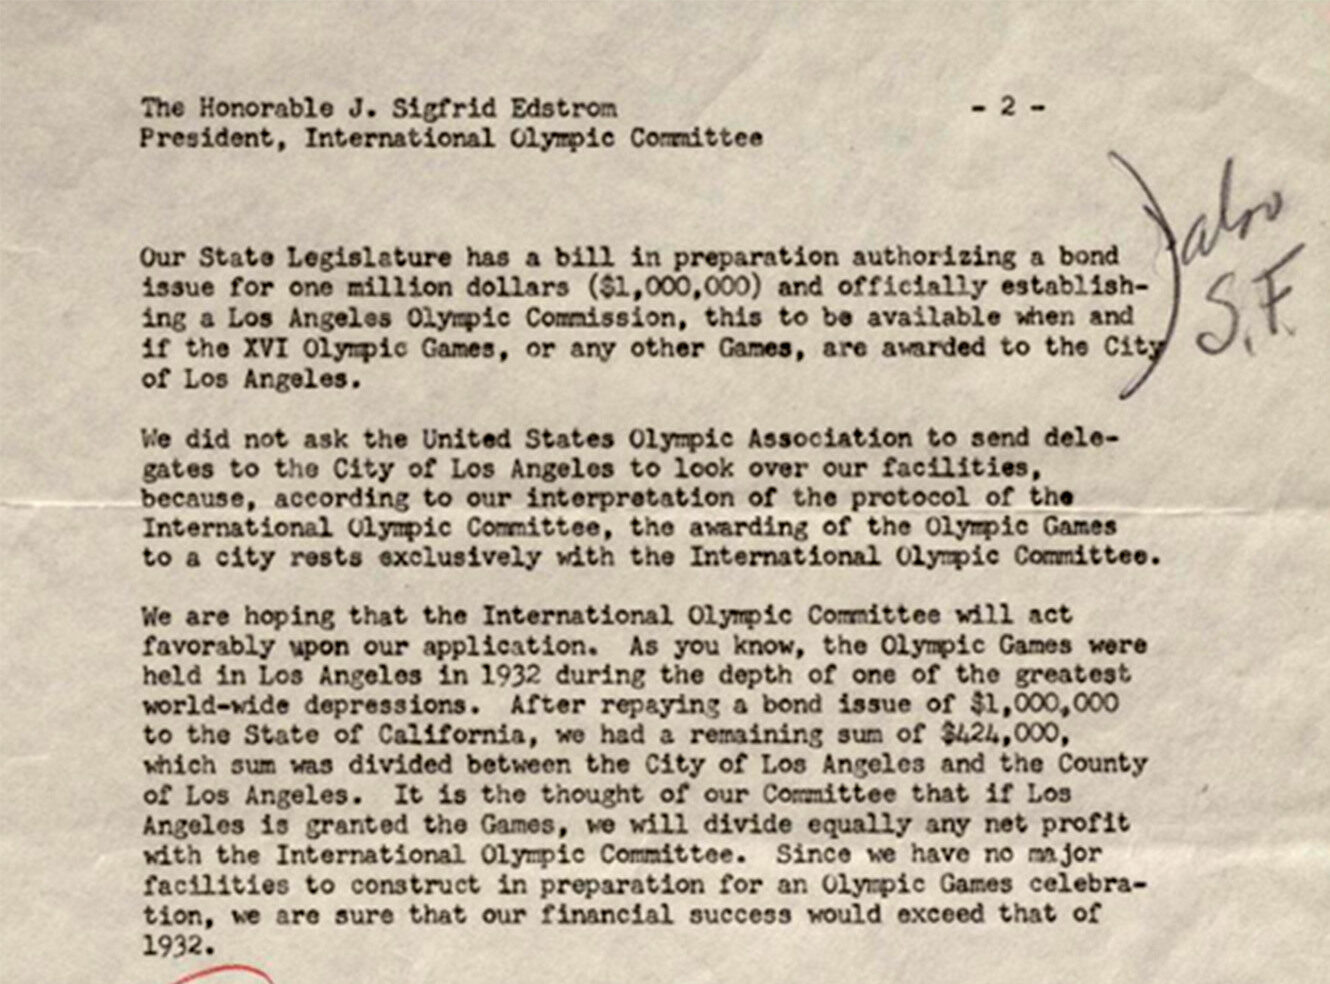 The Honorable J. Sigfrid Edstrom - 2 -
President, International Olympic Committee
also
S.F.
Our State Legislature has a bill in preparation authorizing a bond
issue for one million dollars ($1,000,000) and officially establish-
ing a Los Angeles Olympic Commission, this to be available when and
if the XVI Olympic Games, or any other Games, are awarded to the City
of Los Angeles.
We did not ask the United States Olympic Association to send dele-
gates to the City of Los Angeles to look over our facilities,
because, according to our interpretation of the protocol of the
International Olympic Committee, the awarding of the Olympic Games
to a city rests exclusively with the International Olympic Committee.
We are hoping that the International Olympic Committee will act
favorably upon our application. As you know, the Olympic Games were
held in Los Angeles in 1932 during the depth of one of the greatest
world-wide depressions. After repaying a bond issue of $1,000,000
to the State of California, we had a remaining sum of $424,000,
which sum was divided between the City of Los Angeles and the County
of Los Angeles. It is the thought of our Committee that if Los
Angeles is granted the Games, we will divide equally any net profit
with the International Olympic Committee. Since we have no major
facilities to construct in preparation for an Olympic Games celebra-
tion, we are sure that our financial success would exceed that of
1932.